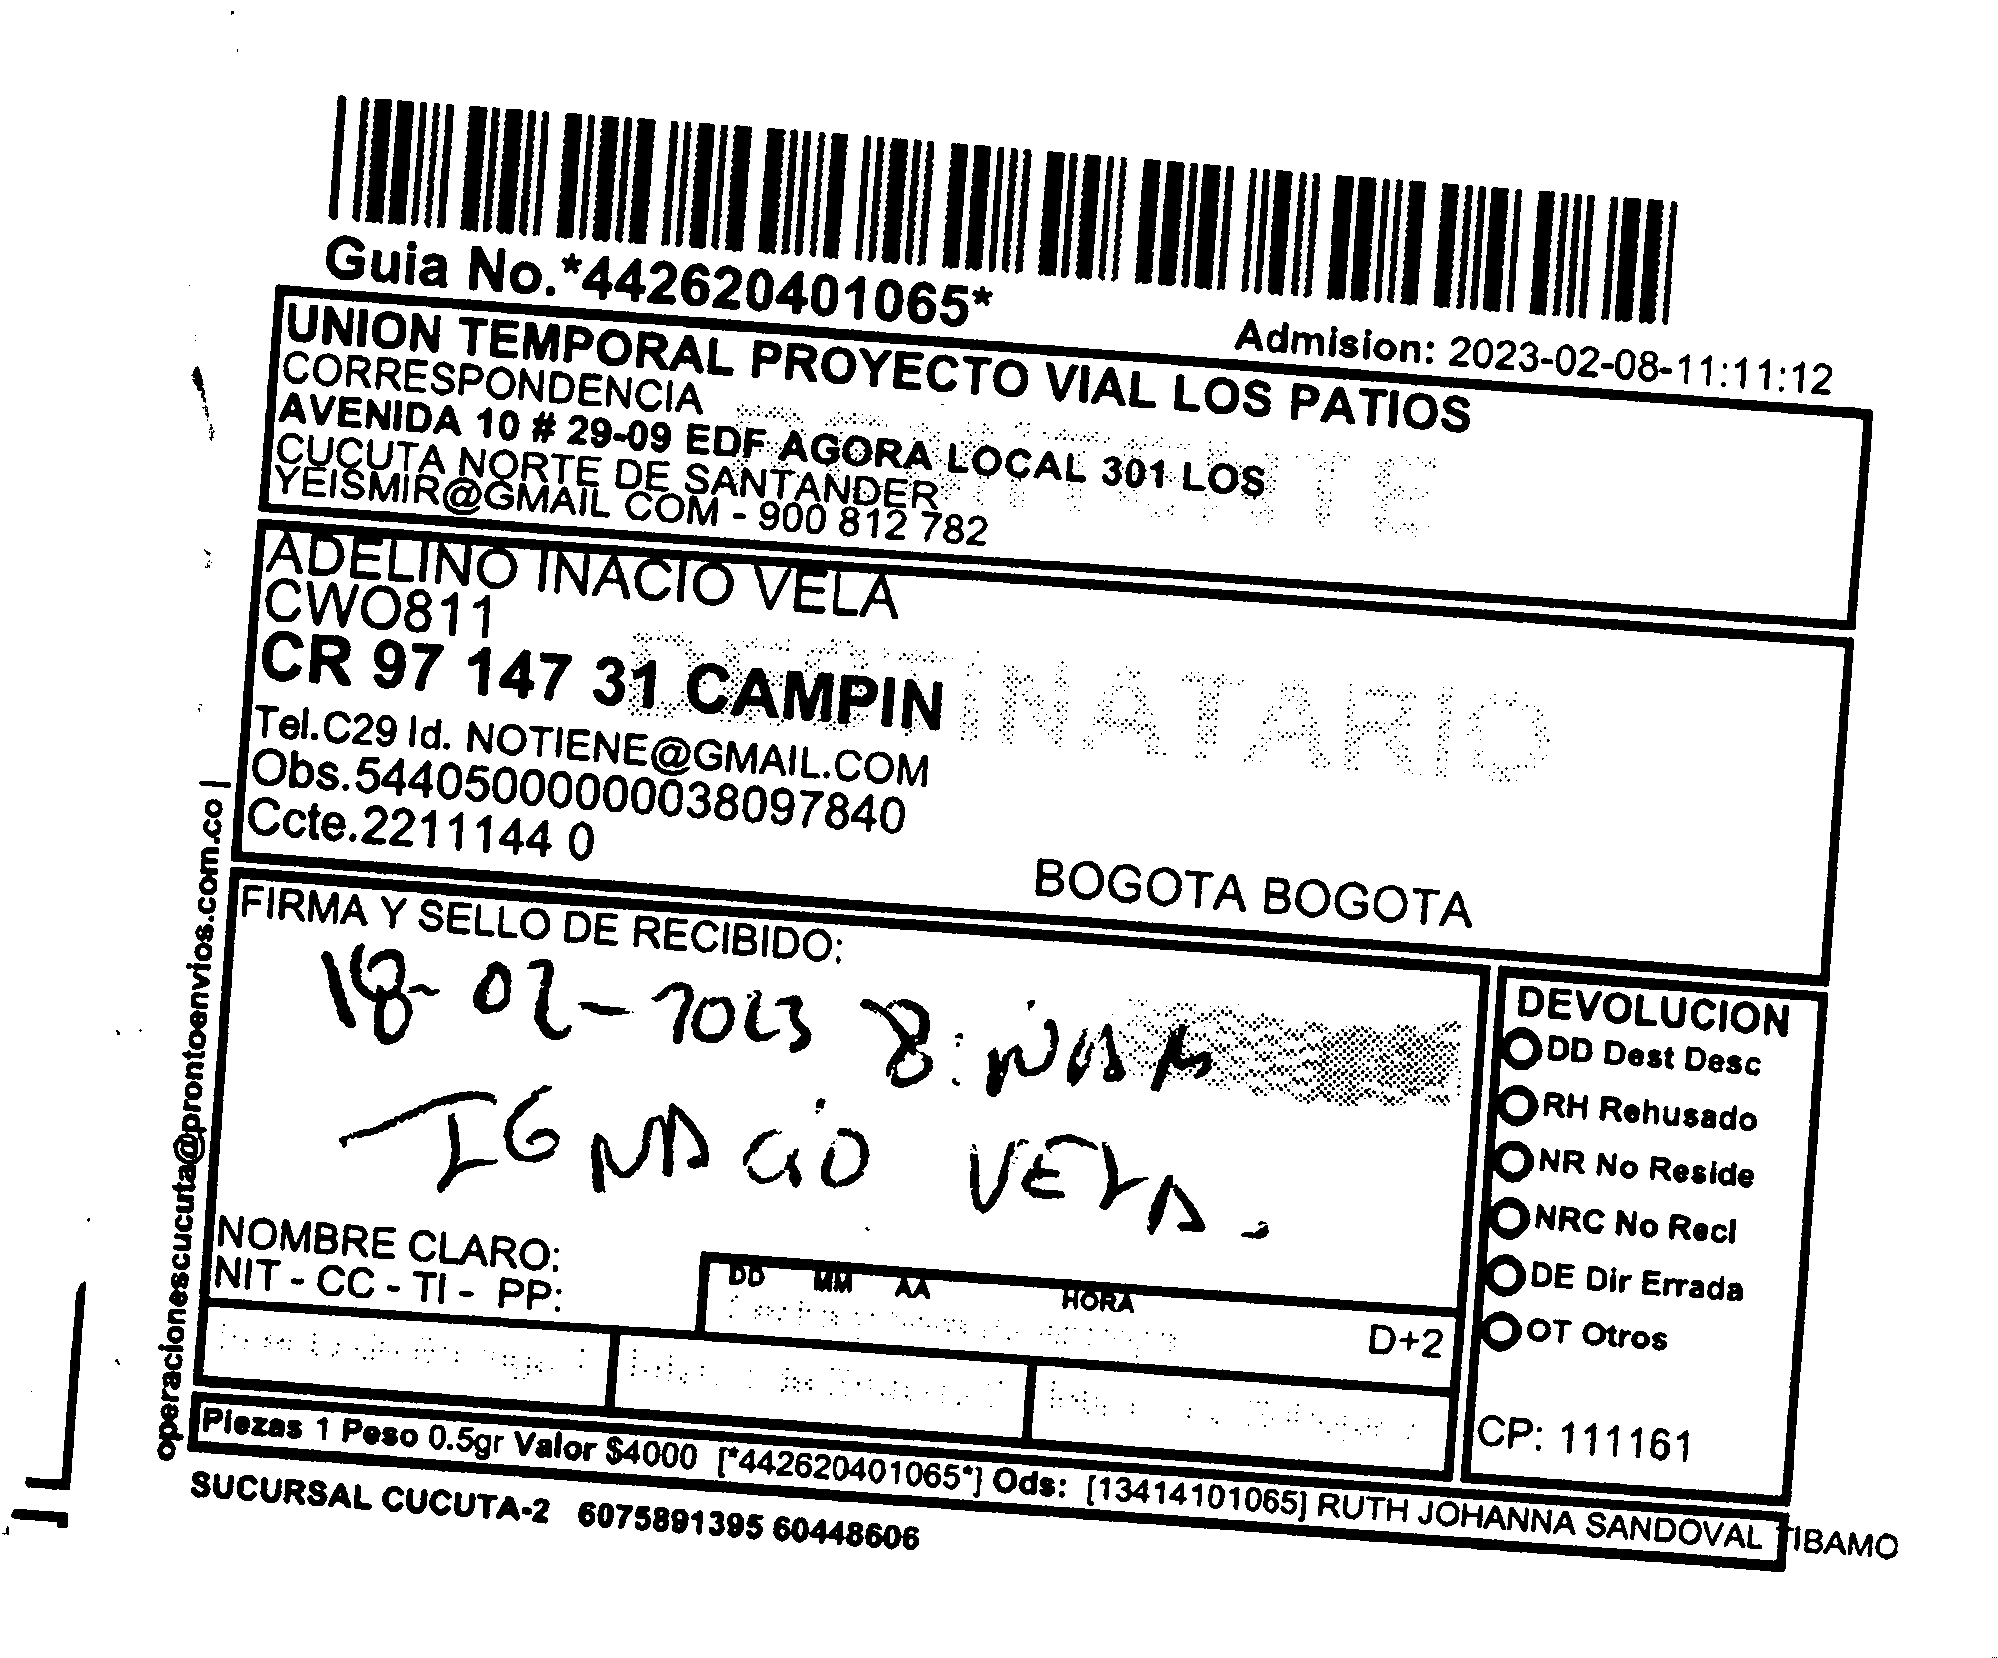 Guia No.*442620401065*
Admision: 2023-02-08-11:11:12
UNION TEMPORAL PROYECTO VIAL LOS PATIOS
CORRESPONDENCIA
AVENIDA 10 # 29-09 EDF AGORA LOCAL 301 LOS
CUCUTA NORTE DE SANTANDER
YEISMIR@GMAIL COM - 900 812 782
ADELINO INACIO VELA
CWO811
CR 97 147 31 CAMPIN
DESTINATARIO
Tel.C29 Id. NOTIENE@GMAIL.COM
Obs.544050000000038097840
Ccte.2211144 0
BOGOTA BOGOTA
operacionescucuta@prontoenvios.com.co |
FIRMA Y SELLO DE RECIBIDO:
18-02-2023 8:
IGNACIO VELA.
NOMBRE CLARO:
NIT - CC - TI - PP:
DD MM AA HORA
D+2
DEVOLUCION
DD Dest Desc
RH Rehusado
NR No Reside
NRC No Recl
DE Dir Errada
OT Otros
CP: 111161
Piezas 1 Peso 0.5gr Valor $4000 [*442620401065*] Ods: [13414101065] RUTH JOHANNA SANDOVAL TIBAMO
SUCURSAL CUCUTA-2 6075891395 60448606